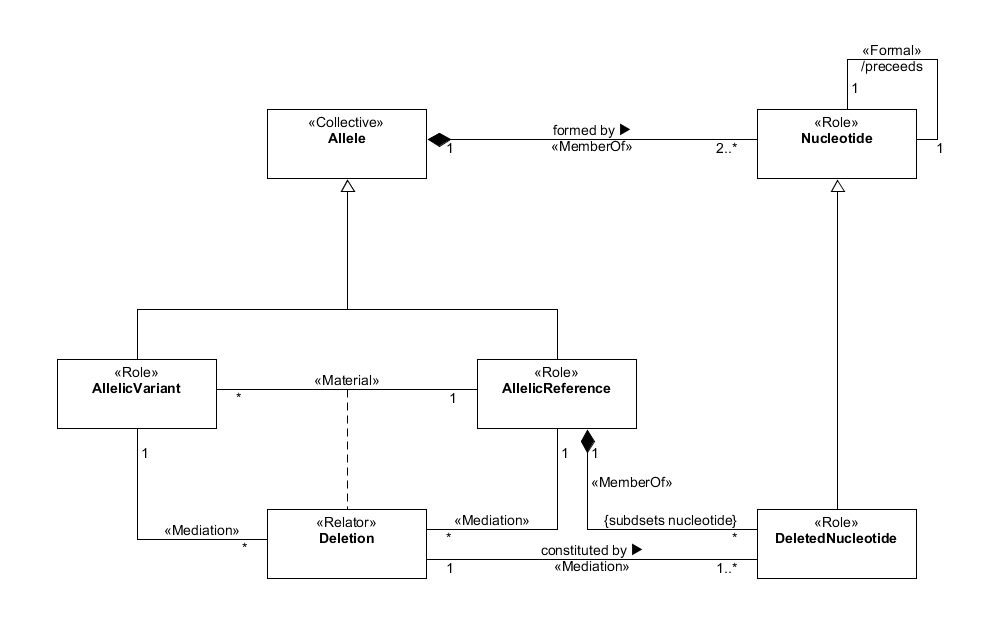 «Formal»
/preceeds
1
«Collective»
Allele
formed by ▶
1
«MemberOf»
2..*
«Role»
Nucleotide
1
«Role»
AllelicVariant
«Material»
*
1
«Role»
AllelicReference
1
1
1
«MemberOf»
«Mediation»
*
«Relator»
Deletion
«Mediation»
*
{subdsets nucleotide}
*
«Role»
DeletedNucleotide
constituted by ▶
1
«Mediation»
1..*